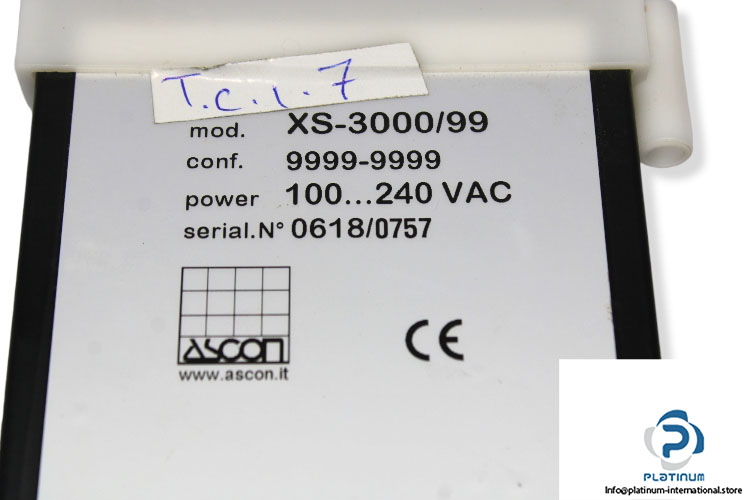 T.C.1.7
mod. XS-3000/99
conf. 9999-9999
power 100...240 VAC
serial.N° 0618/0757
ascon
www.ascon.it
CE
PLATINUM
Info@platinum-international.store